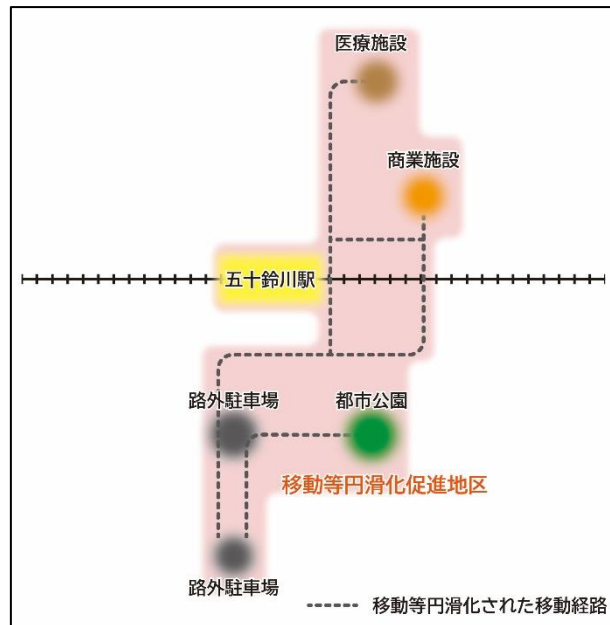 医療施設
商業施設
五十鈴川駅
路外駐車場
都市公園
移動等円滑化促進地区
路外駐車場
移動等円滑化された移動経路